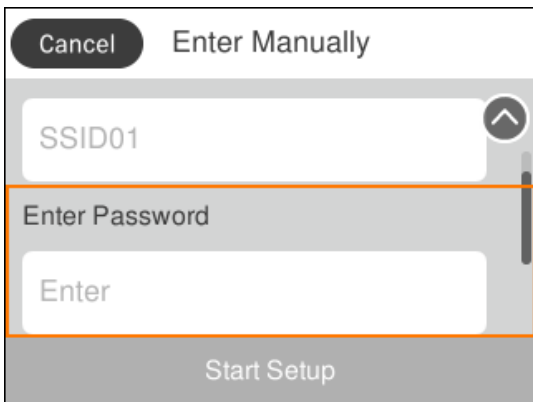 Cancel Enter Manually
SSID01
Enter Password
Enter
Start Setup